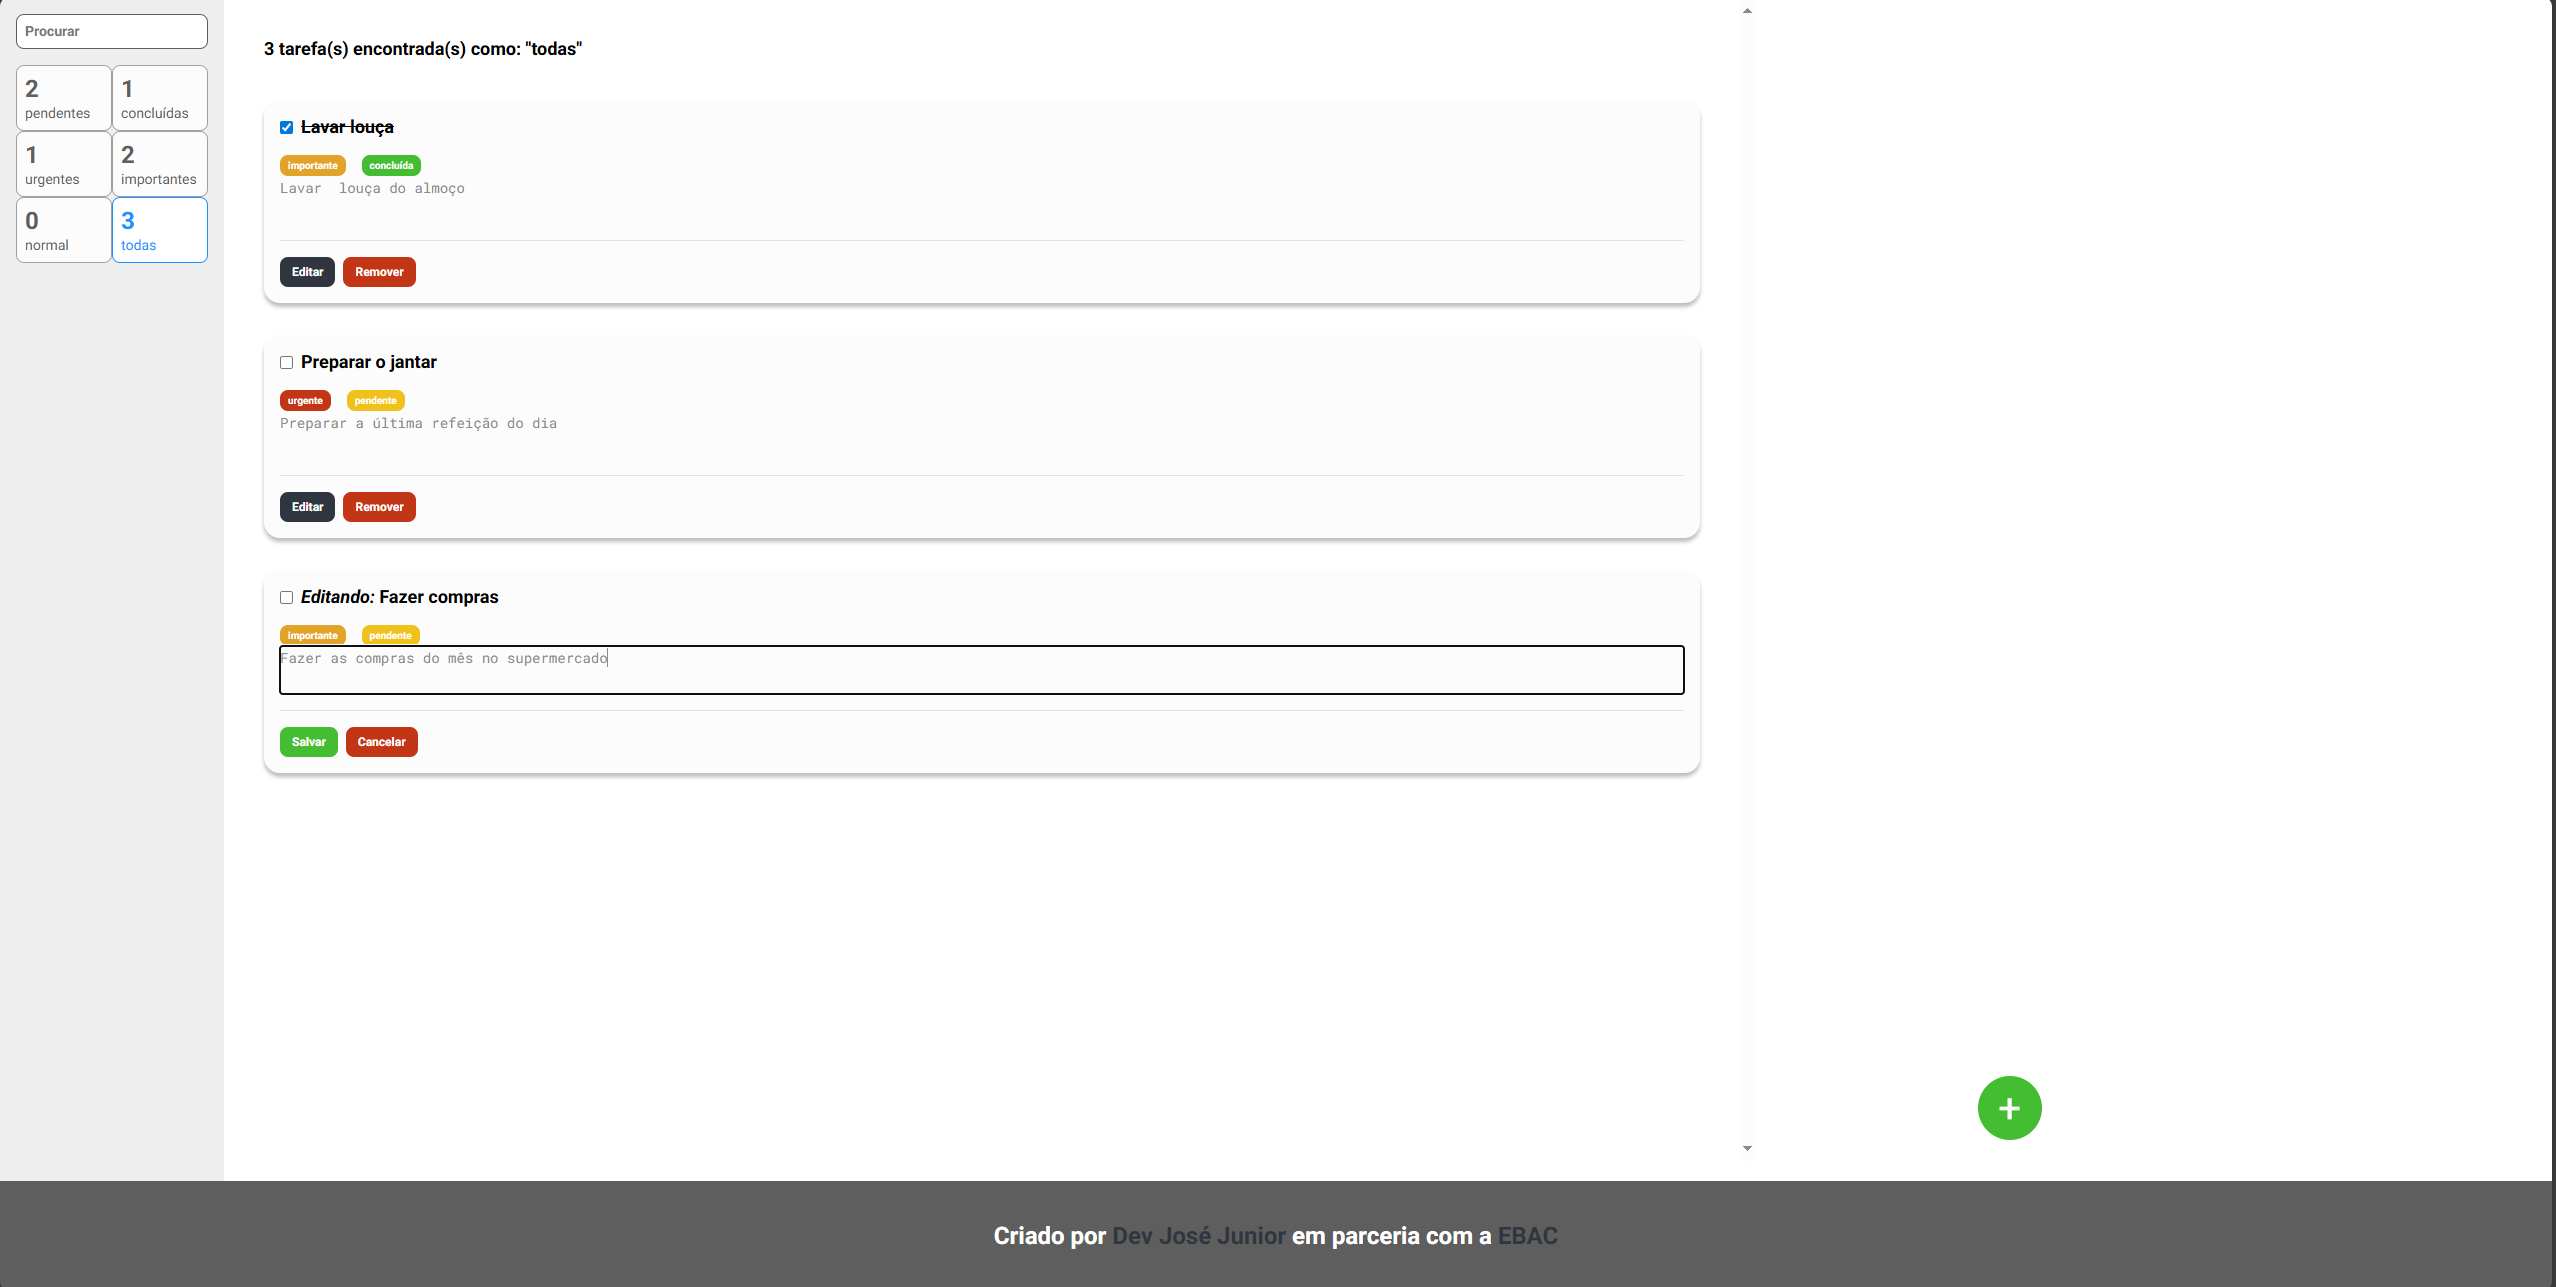 Procurar
2
pendentes
1
concluídas
1
urgentes
2
importantes
0
normal
3
todas
3 tarefa(s) encontrada(s) como: "todas"
Lavar louça
importante concluída
Lavar  louça do almoço
Editar Remover
Preparar o jantar
urgente pendente
Preparar a última refeição do dia
Editar Remover
Editando: Fazer compras
importante pendente
Fazer as compras do mês no supermercado
Salvar Cancelar
+
Criado por Dev José Junior em parceria com a EBAC